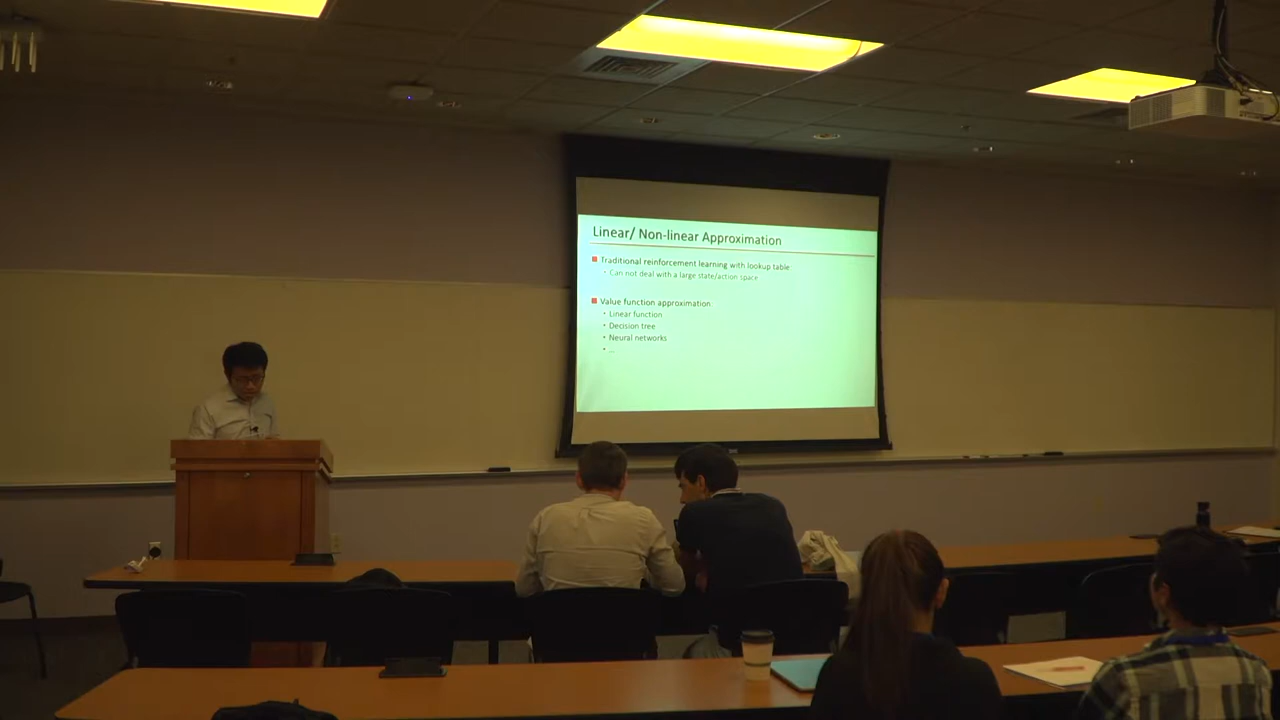 Linear/ Non-linear Approximation
Traditional reinforcement learning with lookup table:
Can not deal with a large state/action space
Value function approximation:
Linear function
Decision tree
Neural networks
...